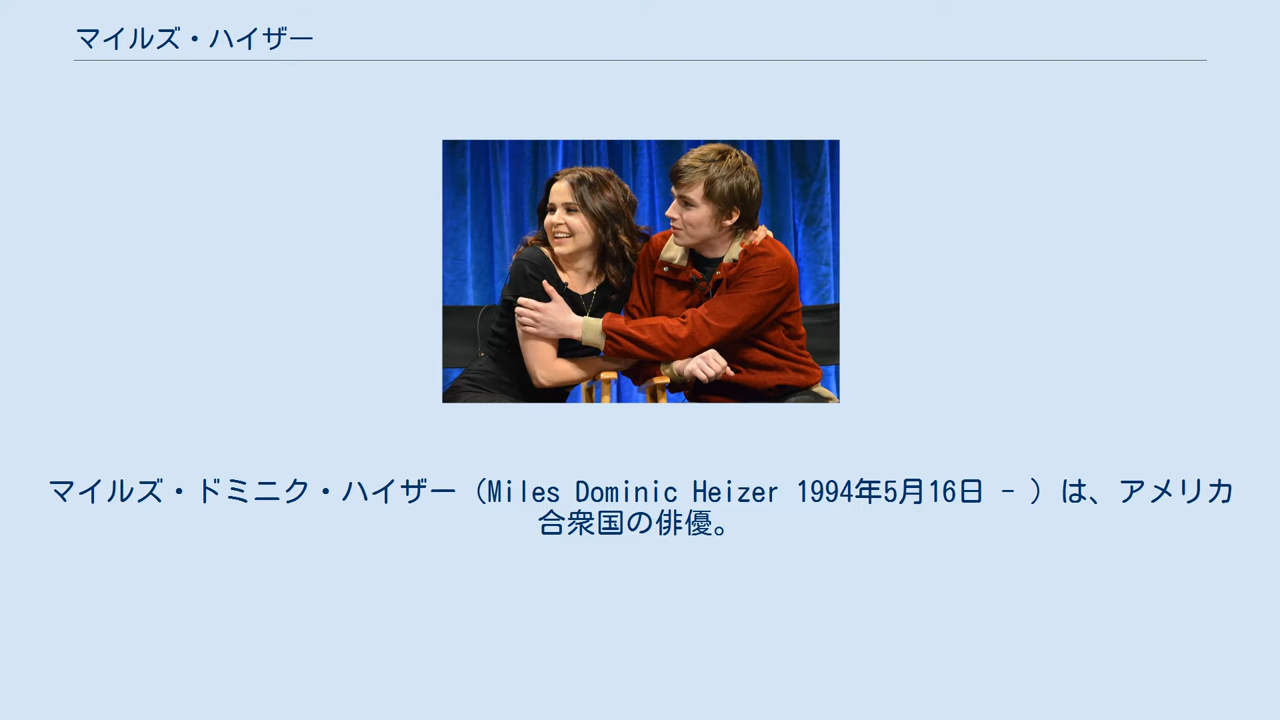 マイルズ・ハイザー
マイルズ・ドミニク・ハイザー（Miles Dominic Heizer 1994年5月16日 - ）は、アメリカ
合衆国の俳優。